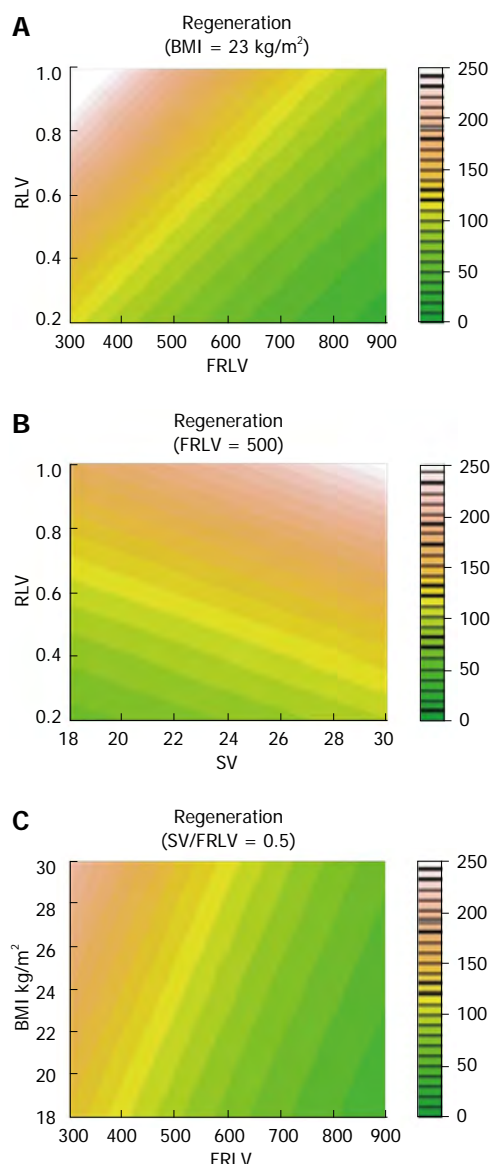 A
Regeneration
(BMI = 23 kg/m²)
1.0
0.8
0.6
0.4
0.2
RLV
300 400 500 600 700 800 900
FRLV
250
200
150
100
50
0
B
Regeneration
(FRLV = 500)
1.0
0.8
0.6
0.4
0.2
RLV
18 20 22 24 26 28 30
SV
250
200
150
100
50
0
C
Regeneration
(SV/FRLV = 0.5)
30
28
26
24
22
20
18
BMI kg/m²
300 400 500 600 700 800 900
FRLV
250
200
150
100
50
0